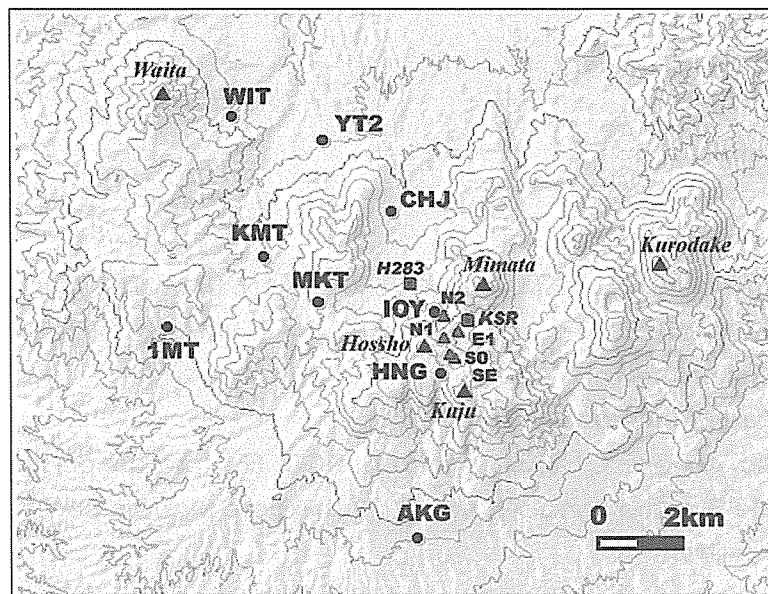 Waita
WIT
YT2
CHJ
KMT
Kurodake
H283
Mimata
MKT
N2
IOY
KSR
N1
1MT
E1
Hossho
S0
HNG
SE
Kuju
AKG
0 2km